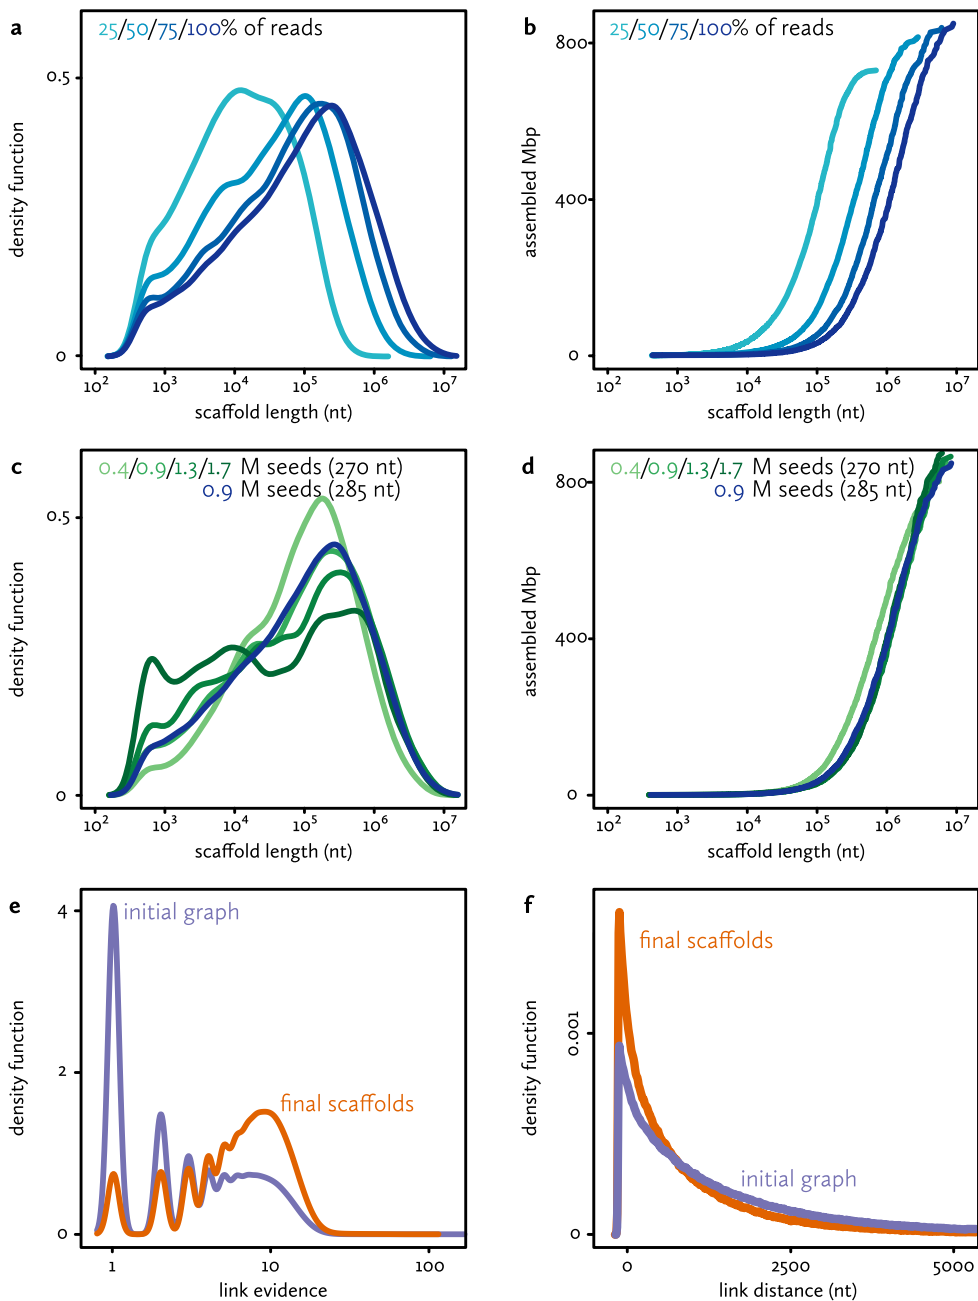 a
25/50/75/100% of reads
0.5
0
density function
10² 10³ 10⁴ 10⁵ 10⁶ 10⁷
scaffold length (nt)
b
25/50/75/100% of reads
800
400
0
assembled Mbp
10² 10³ 10⁴ 10⁵ 10⁶ 10⁷
scaffold length (nt)
c
0.4/0.9/1.3/1.7 M seeds (270 nt)
0.9 M seeds (285 nt)
0.5
0
density function
10² 10³ 10⁴ 10⁵ 10⁶ 10⁷
scaffold length (nt)
d
0.4/0.9/1.3/1.7 M seeds (270 nt)
0.9 M seeds (285 nt)
800
400
0
assembled Mbp
10² 10³ 10⁴ 10⁵ 10⁶ 10⁷
scaffold length (nt)
e
initial graph
final scaffolds
4
2
0
density function
1 10 100
link evidence
f
final scaffolds
initial graph
0.001
0
density function
0 2500 5000
link distance (nt)